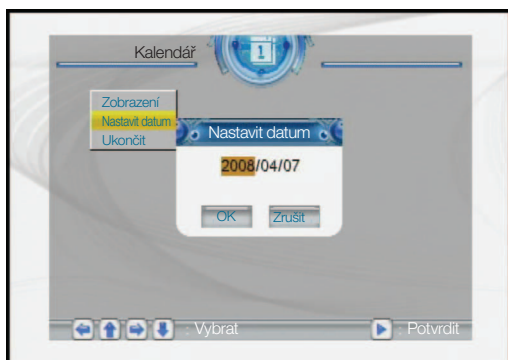 Kalendář
1
Zobrazení
Nastavit datum
Ukončit
Nastavit datum
2008/04/07
OK Zrušit
: Vybrat : Potvrdit